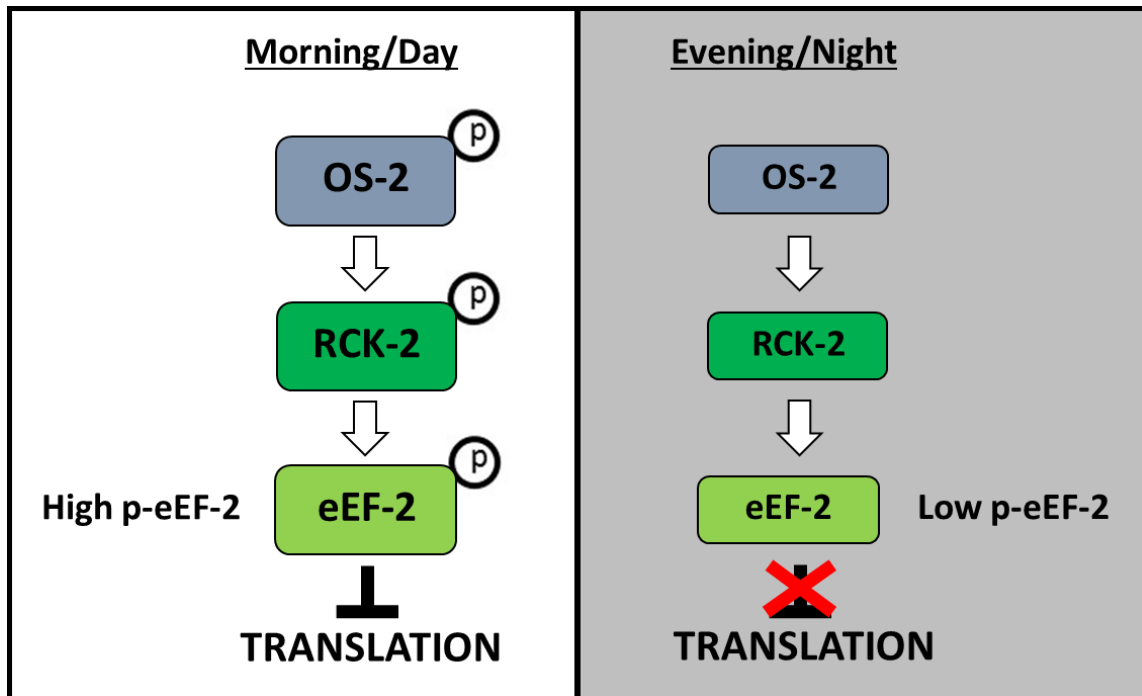 Morning/Day
p
OS-2
p
RCK-2
p
High p-eEF-2
eEF-2
TRANSLATION
Evening/Night
OS-2
RCK-2
eEF-2
Low p-eEF-2
TRANSLATION